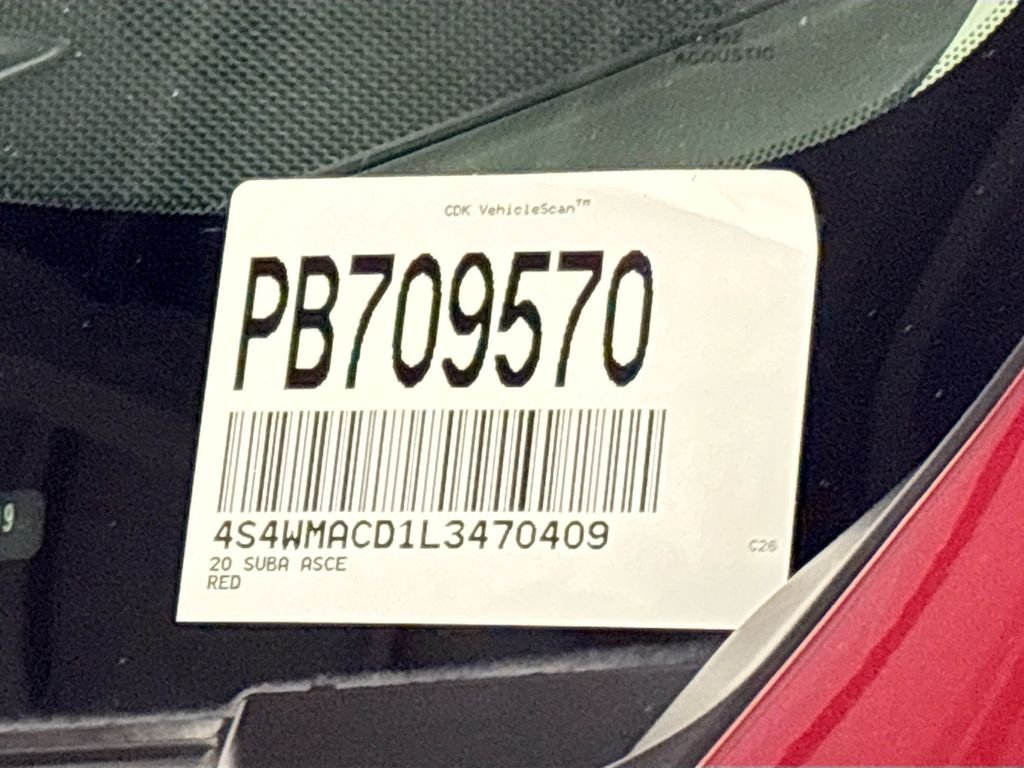 ACOUSTIC
CDK VehicleScan™
PB709570
4S4WMACD1L3470409
20 SUBA ASCE
RED
C26